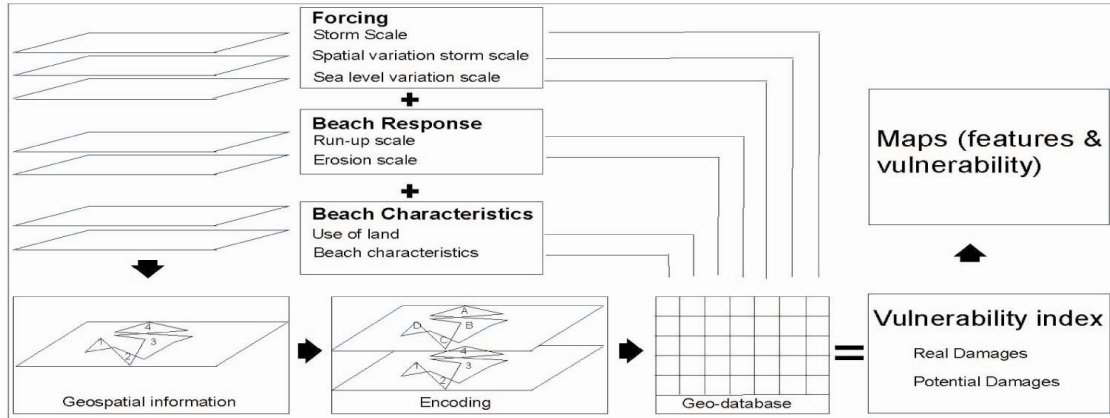 Forcing
Storm Scale
Spatial variation storm scale
Sea level variation scale
+
Beach Response
Run-up scale
Erosion scale
+
Beach Characteristics
Use of land
Beach characteristics
Maps (features &
vulnerability)
4
1
3
2
Geospatial information
A
D
B
C
4
1
3
2
Encoding
Geo-database
=
Vulnerability index
Real Damages
Potential Damages